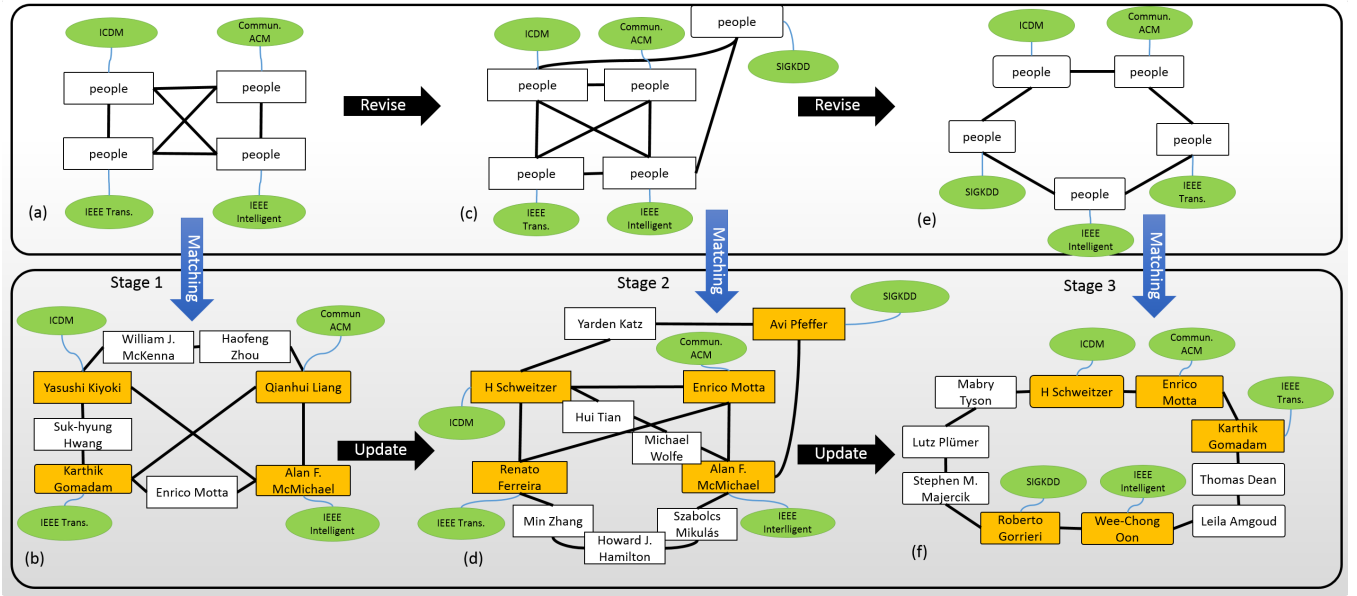 ICDM
Commun.
ACM
people
people
people
people
IEEE Trans.
IEEE
Intelligent
(a)
Revise
ICDM
Commun.
ACM
people
SIGKDD
people
people
people
people
IEEE
Trans.
IEEE
Intelligent
(c)
Revise
ICDM
Commun.
ACM
people
people
people
people
people
SIGKDD
IEEE
Trans.
IEEE
Intelligent
(e)
Matching
Matching
Matching
Stage 1
ICDM
Commun
ACM
William J.
McKenna
Haofeng
Zhou
Yasushi Kiyoki
Qianhui Liang
Suk-hyung
Hwang
Karthik
Gomadam
Enrico Motta
Alan F.
McMichael
IEEE Trans.
IEEE
Intelligent
(b)
Update
Stage 2
SIGKDD
Yarden Katz
Avi Pfeffer
Commun.
ACM
H Schweitzer
Enrico Motta
Hui Tian
ICDM
Michael
Wolfe
Renato
Ferreira
Alan F.
McMichael
IEEE Trans.
Min Zhang
Szabolcs
Mikulás
IEEE
Interlligent
Howard J.
Hamilton
(d)
Update
Stage 3
ICDM
Commun.
ACM
Mabry
Tyson
H Schweitzer
Enrico
Motta
IEEE
Trans.
Karthik
Gomadam
Lutz Plümer
Thomas Dean
Stephen M.
Majercik
SIGKDD
IEEE
Intelligent
Roberto
Gorrieri
Wee-Chong
Oon
Leila Amgoud
(f)